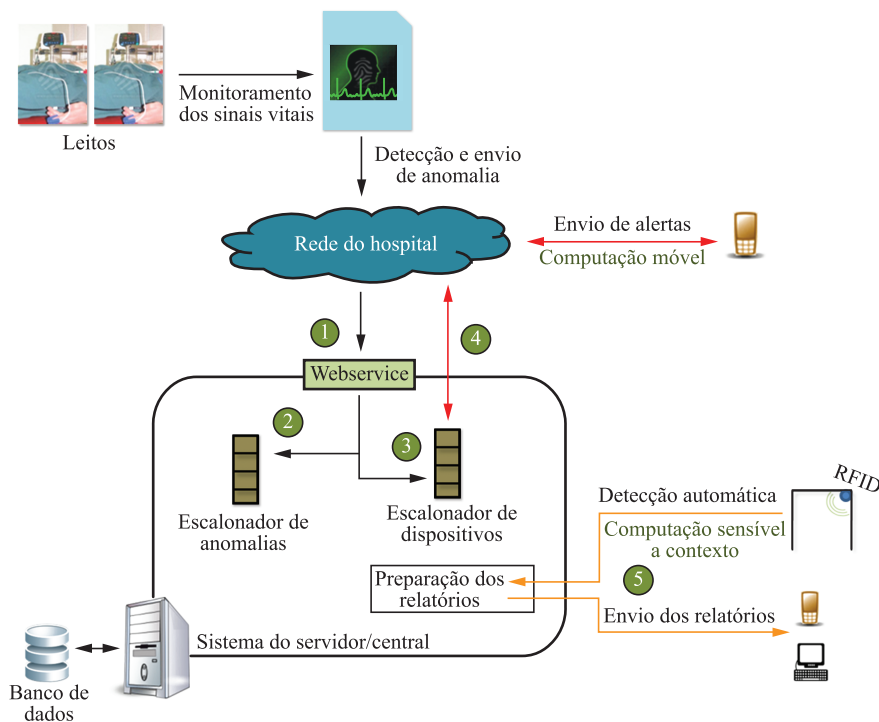 Leitos
Monitoramento
dos sinais vitais
Detecção e envio
de anomalia
Rede do hospital
Envio de alertas
Computação móvel
1
4
Webservice
2
3
Escalonador de
anomalias
Escalonador de
dispositivos
RFID
Detecção automática
Computação sensível
a contexto
5
Preparação dos
relatórios
Envio dos relatórios
Sistema do servidor/central
Banco de
dados